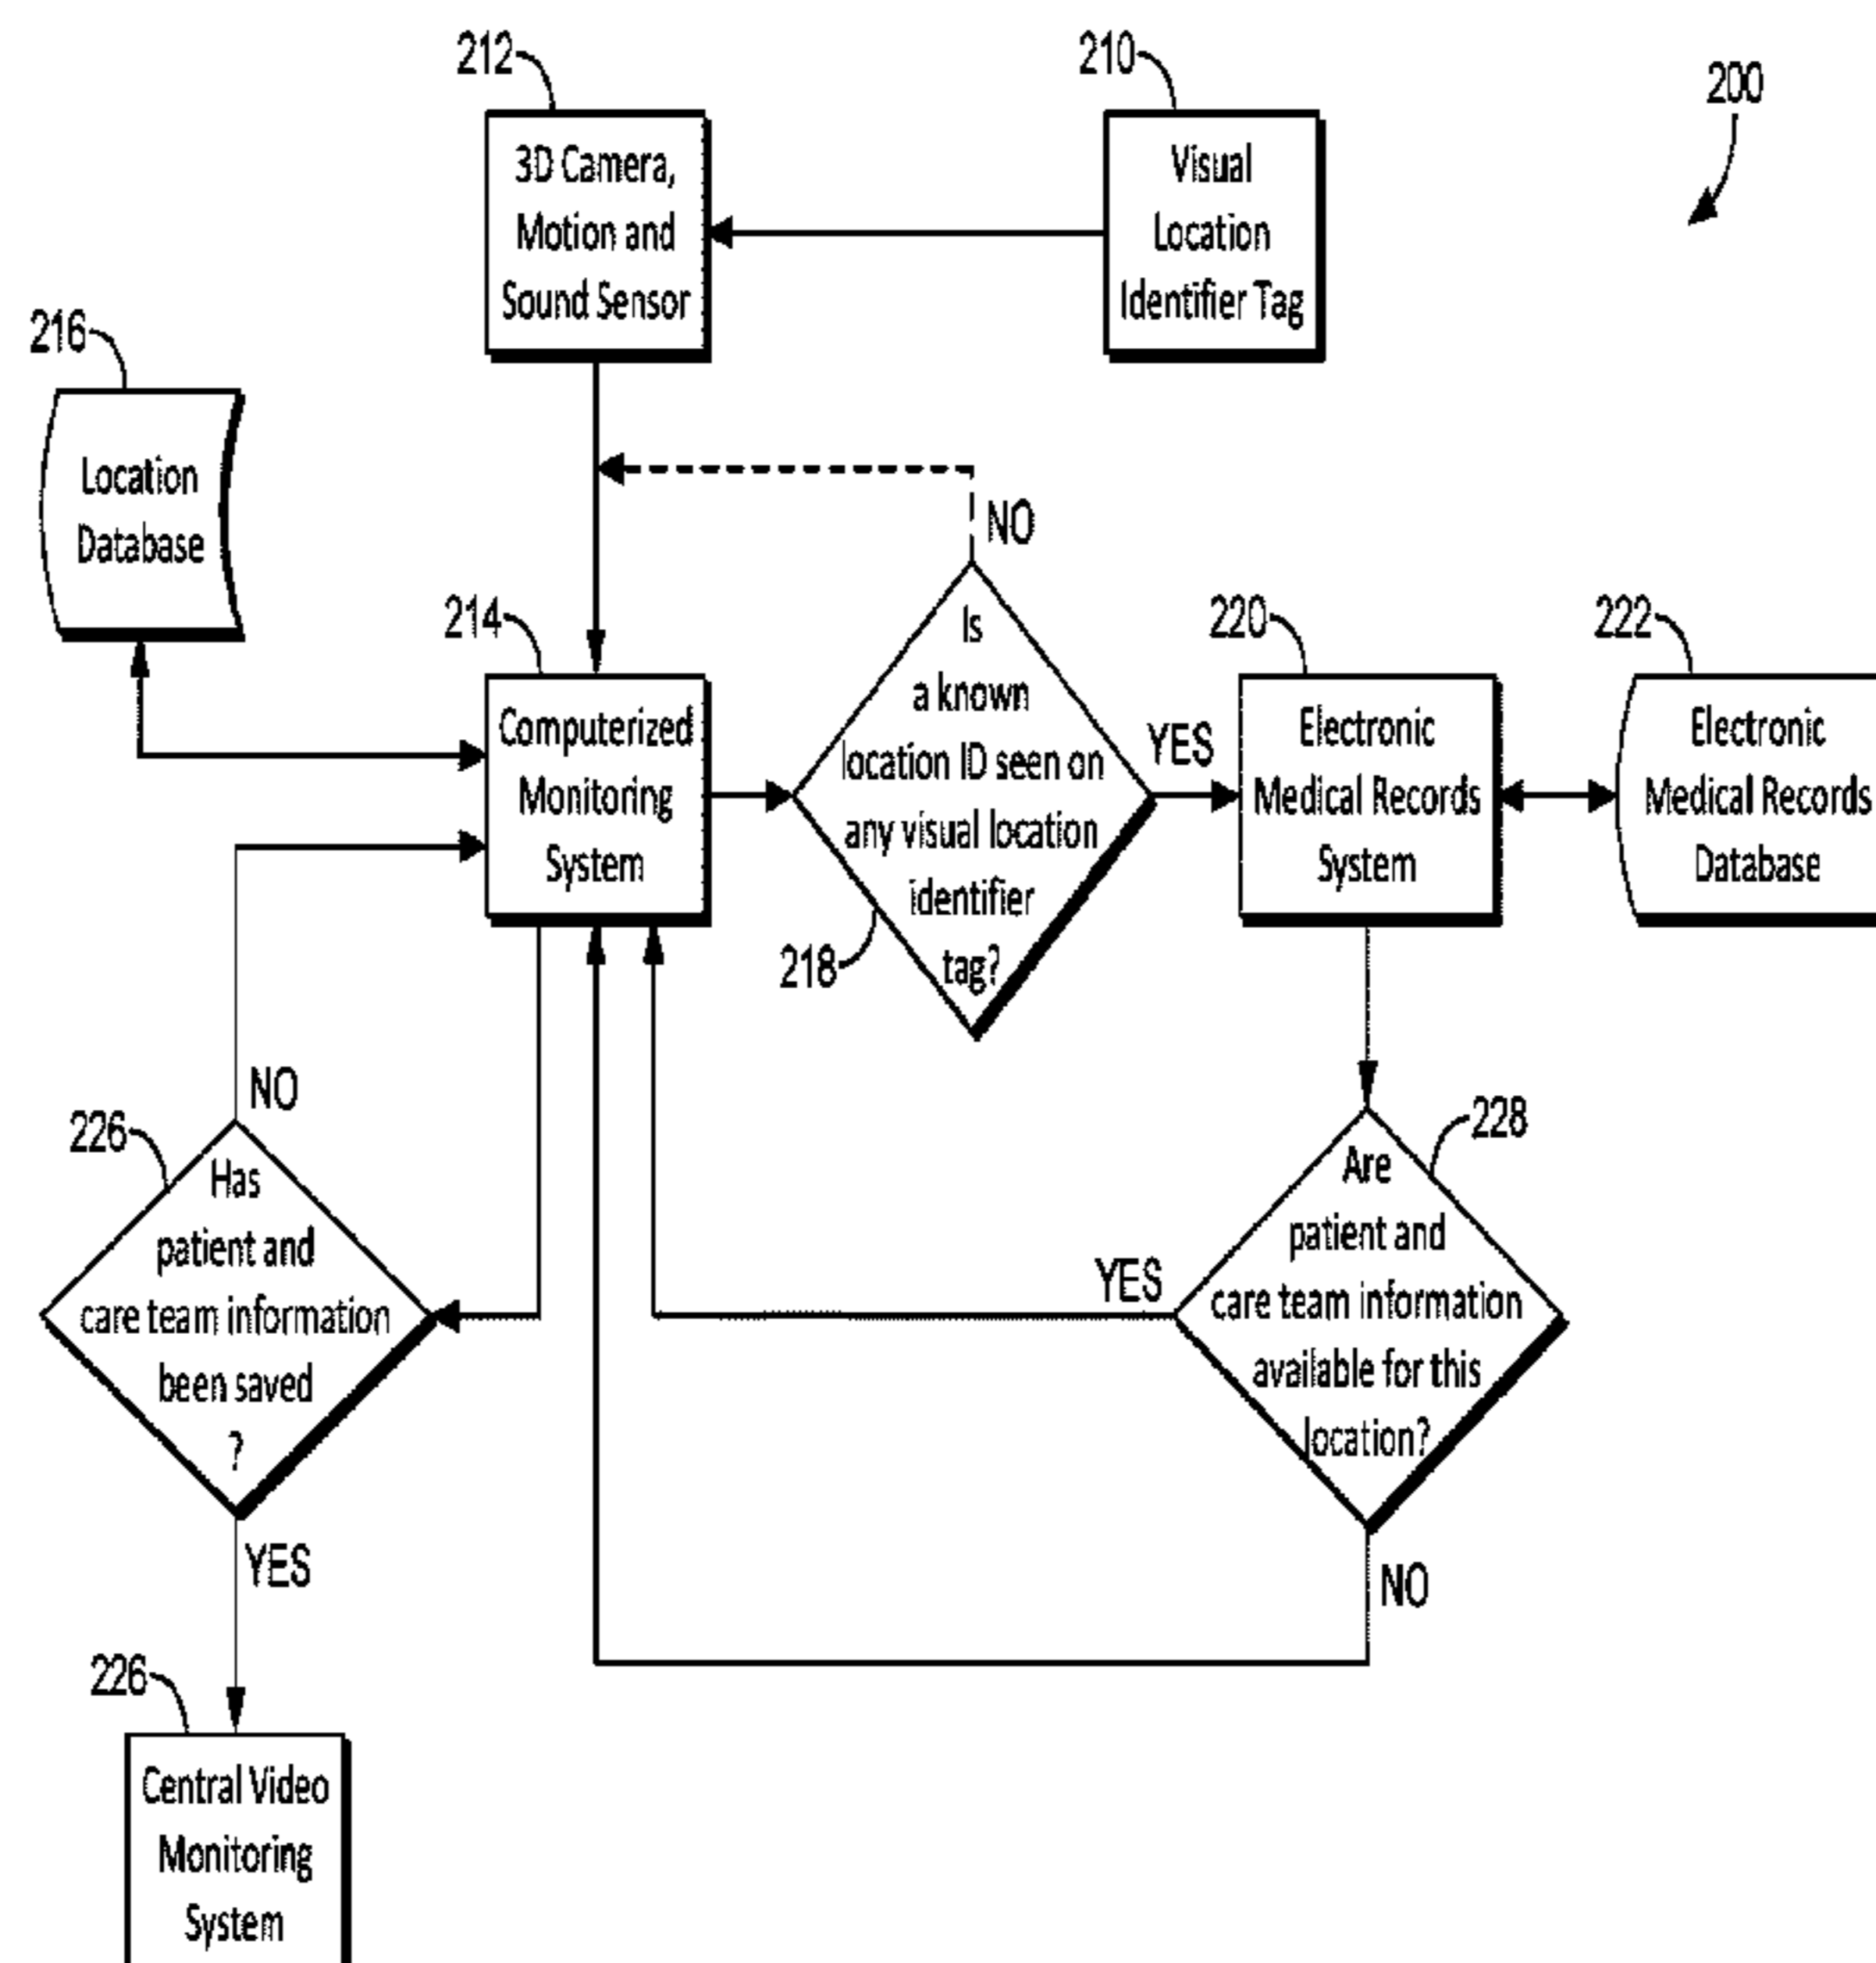 212
210
200
3D Camera,
Motion and
Sound Sensor
Visual
Location
Identifier Tag
216
Location
Database
NO
214
Computerized
Monitoring
System
Is
a known
location ID seen on
any visual location
identifier
tag?
218
YES
220
Electronic
Medical Records
System
222
Electronic
Medical Records
Database
NO
226
Has
patient and
care team information
been saved
?
YES
228
Are
patient and
care team information
available for this
location?
YES
NO
226
Central Video
Monitoring
System